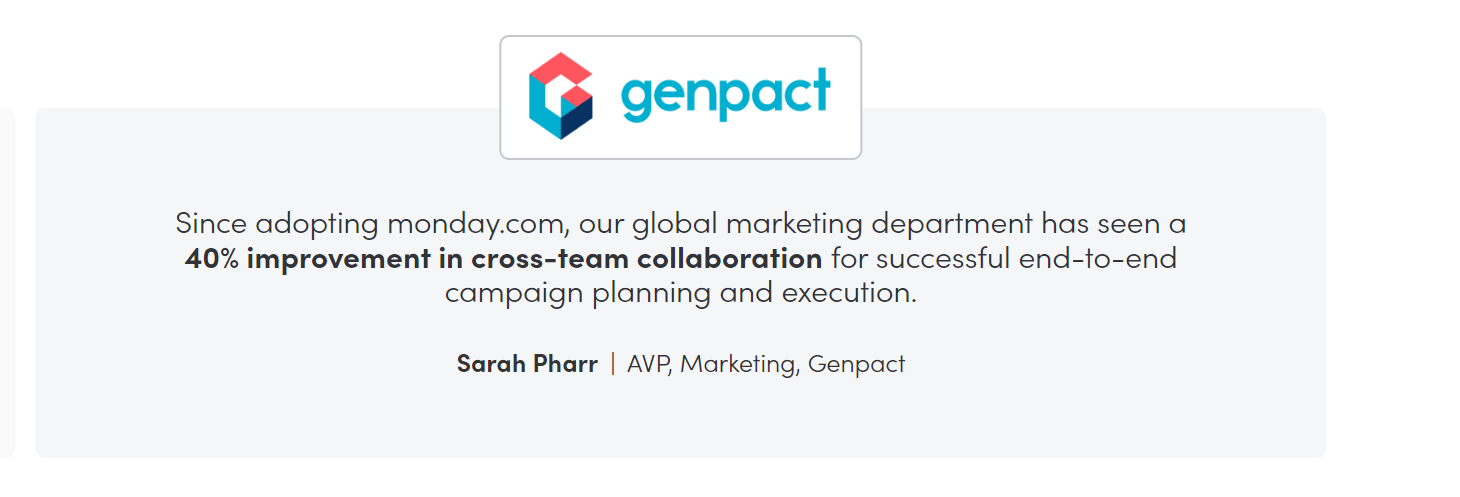 genpact
Since adopting monday.com, our global marketing department has seen a
40% improvement in cross-team collaboration for successful end-to-end
campaign planning and execution.
Sarah Pharr | AVP, Marketing, Genpact